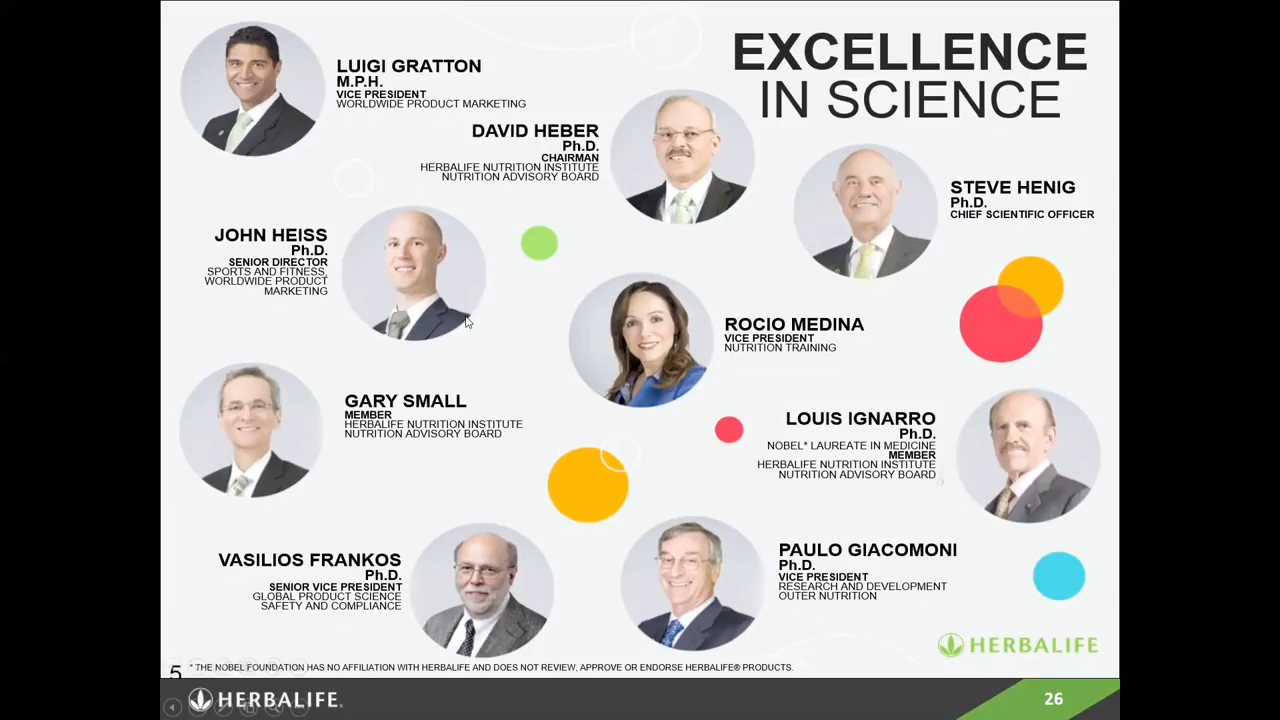 EXCELLENCE
IN SCIENCE
LUIGI GRATTON
M.P.H.
VICE PRESIDENT
WORLDWIDE PRODUCT MARKETING
DAVID HEBER
Ph.D.
CHAIRMAN
HERBALIFE NUTRITION INSTITUTE
NUTRITION ADVISORY BOARD
STEVE HENIG
Ph.D.
CHIEF SCIENTIFIC OFFICER
JOHN HEISS
Ph.D.
SENIOR DIRECTOR
SPORTS AND FITNESS,
WORLDWIDE PRODUCT
MARKETING
ROCIO MEDINA
VICE PRESIDENT
NUTRITION TRAINING
GARY SMALL
MEMBER
HERBALIFE NUTRITION INSTITUTE
NUTRITION ADVISORY BOARD
LOUIS IGNARRO
Ph.D.
NOBEL* LAUREATE IN MEDICINE
MEMBER
HERBALIFE NUTRITION INSTITUTE
NUTRITION ADVISORY BOARD
VASILIOS FRANKOS
Ph.D.
SENIOR VICE PRESIDENT
GLOBAL PRODUCT SCIENCE
SAFETY AND COMPLIANCE
PAULO GIACOMONI
Ph.D.
VICE PRESIDENT
RESEARCH AND DEVELOPMENT
OUTER NUTRITION
HERBALIFE
5 * THE NOBEL FOUNDATION HAS NO AFFILIATION WITH HERBALIFE AND DOES NOT REVIEW, APPROVE OR ENDORSE HERBALIFE® PRODUCTS.
HERBALIFE.
26